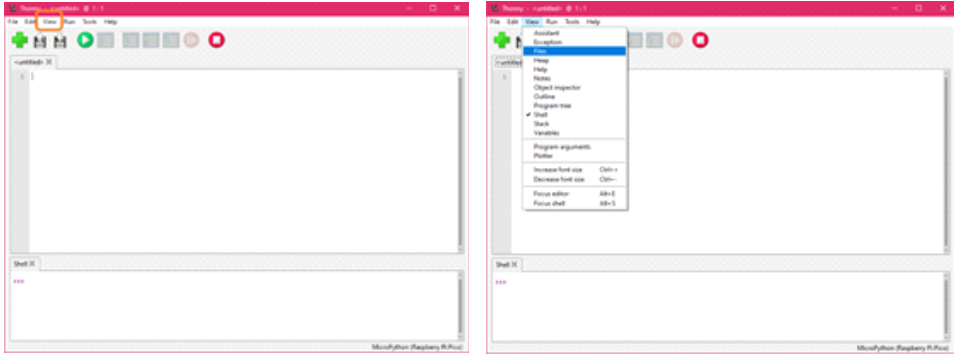 Thonny - <untitled> @ 1:1
File Edit View Run Tools Help
<untitled>
1
Shell
>>>
MicroPython (Raspberry Pi Pico)
Thonny - <untitled> @ 1:1
File Edit View Run Tools Help
<untitled>
1
Assistant
Exception
Files
Heap
Help
Notes
Object inspector
Outline
Program tree
✔ Shell
Stack
Variables
Program arguments
Plotter
Increase font size Ctrl++
Decrease font size Ctrl+-
Focus editor Alt+E
Focus shell Alt+S
Shell
>>>
MicroPython (Raspberry Pi Pico)